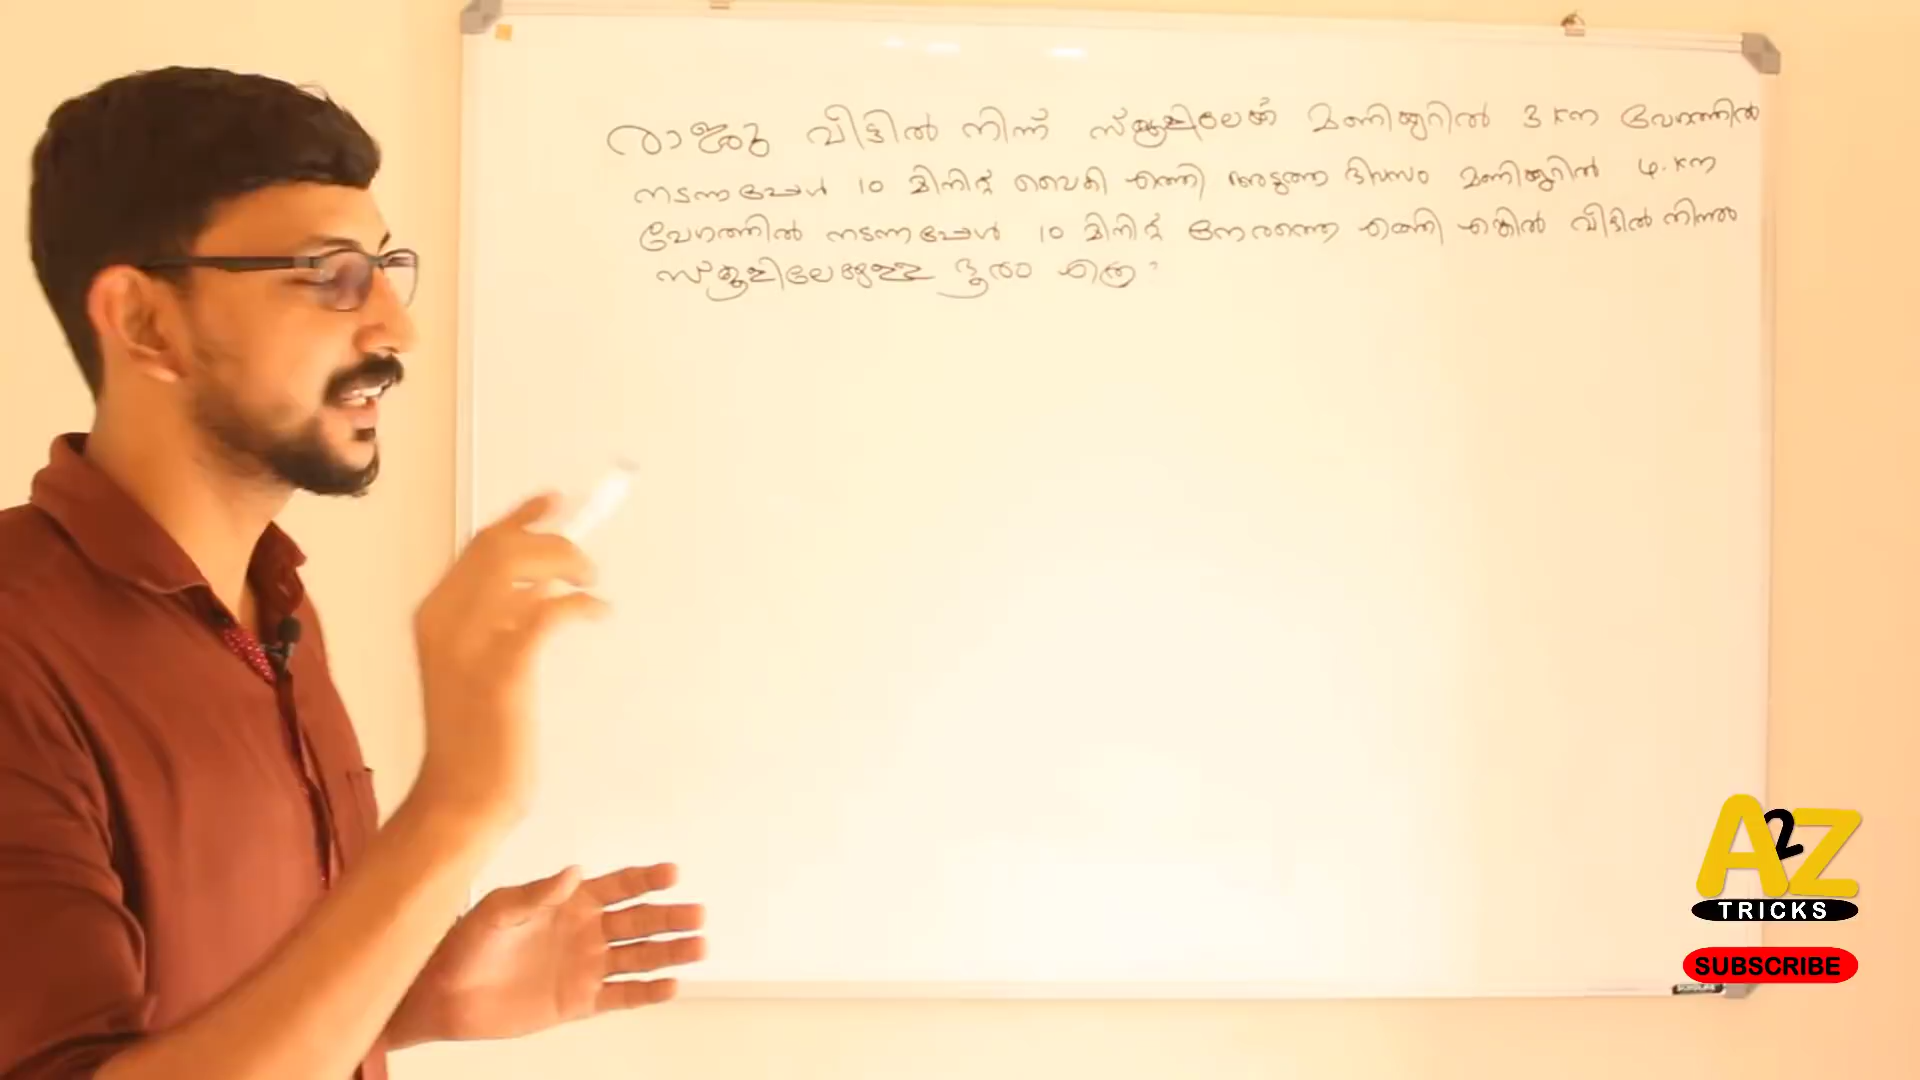 രാജു വീട്ടിൽ നിന്ന് സ്കൂളിലേക്ക് മണിക്കൂറിൽ 3 km വേഗത്തിൽ
നടന്നപ്പോൾ 10 മിനിറ്റ് വൈകി എത്തി അടുത്ത ദിവസം മണിക്കൂറിൽ 4 km
വേഗത്തിൽ നടന്നപ്പോൾ 10 മിനിറ്റ് നേരത്തെ എത്തി എങ്കിൽ വീട്ടിൽ നിന്നും
സ്കൂളിലേക്കുള്ള ദൂരം എത്ര?
A2Z
TRICKS
SUBSCRIBE